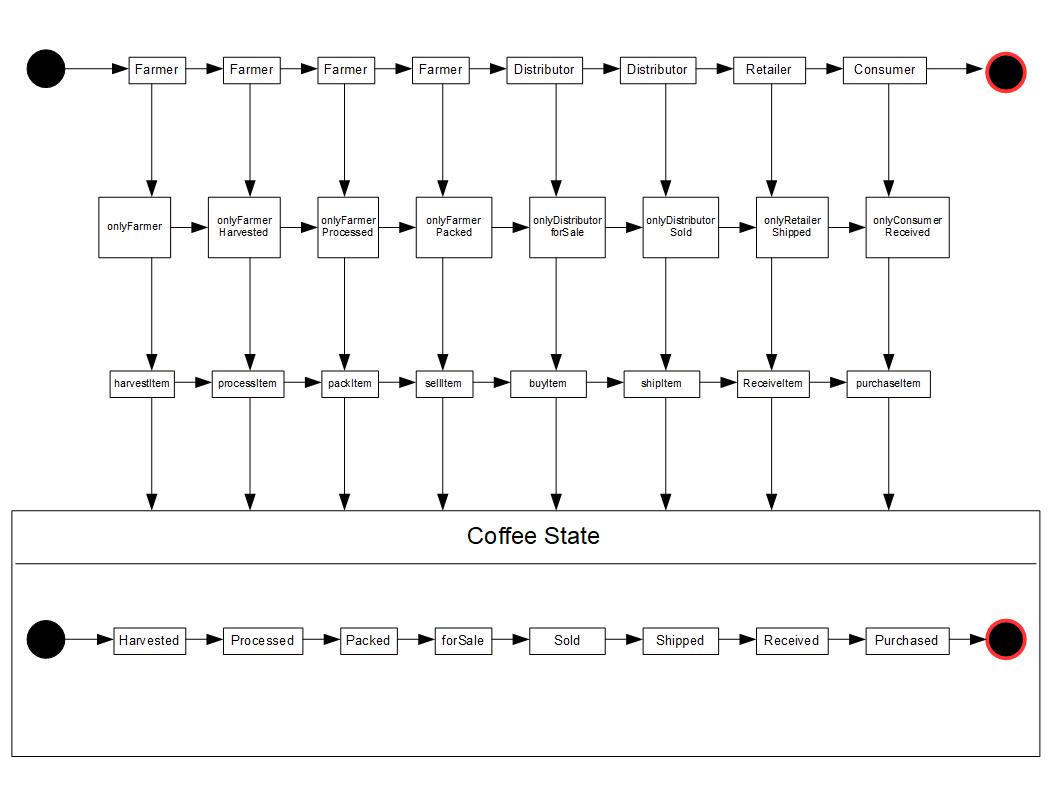 Farmer
Farmer
Farmer
Farmer
Distributor
Distributor
Retailer
Consumer
onlyFarmer
onlyFarmer
Harvested
onlyFarmer
Processed
onlyFarmer
Packed
onlyDistributor
forSale
onlyDistributor
Sold
onlyRetailer
Shipped
onlyConsumer
Received
harvestItem
processItem
packItem
sellItem
buyItem
shipItem
ReceiveItem
purchaseItem
Coffee State
Harvested
Processed
Packed
forSale
Sold
Shipped
Received
Purchased